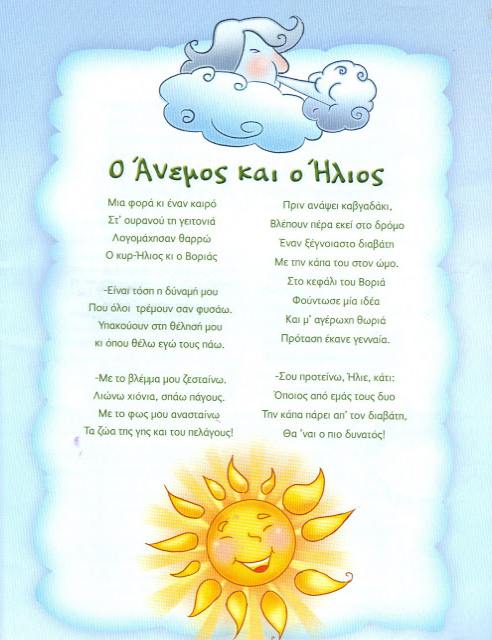 Ο Άνεμος και ο Ήλιος
Μια φορά κι έναν καιρό
Στ' ουρανού τη γειτονιά
Λογομάχησαν θαρρώ
Ο κυρ-Ήλιος κι ο Βοριάς
-Είναι τόση η δύναμή μου
Που όλοι τρέμουν σαν φυσάω.
Υπακούουν στη θέλησή μου
κι όπου θέλω εγώ τους πάω.
-Με το βλέμμα μου ζεσταίνω.
Λιώνω χιόνια, σπάω πάγους.
Με το φως μου ανασταίνω
Τα ζώα της γης και του πελάγους!
Πριν ανάψει καβγαδάκι,
Βλέπουν πέρα εκεί στο δρόμο
Έναν ξέγνοιαστο διαβάτη
Με την κάπα του στον ώμο.
Στο κεφάλι του Βοριά
Φούντωσε μία ιδέα
Και μ' αγέρωχη θωριά
Πρόταση έκανε γενναία.
-Σου προτείνω, Ήλιε, κάτι:
Όποιος από εμάς τους δυο
Την κάπα πάρει απ' τον διαβάτη,
Θα 'ναι ο πιο δυνατός!